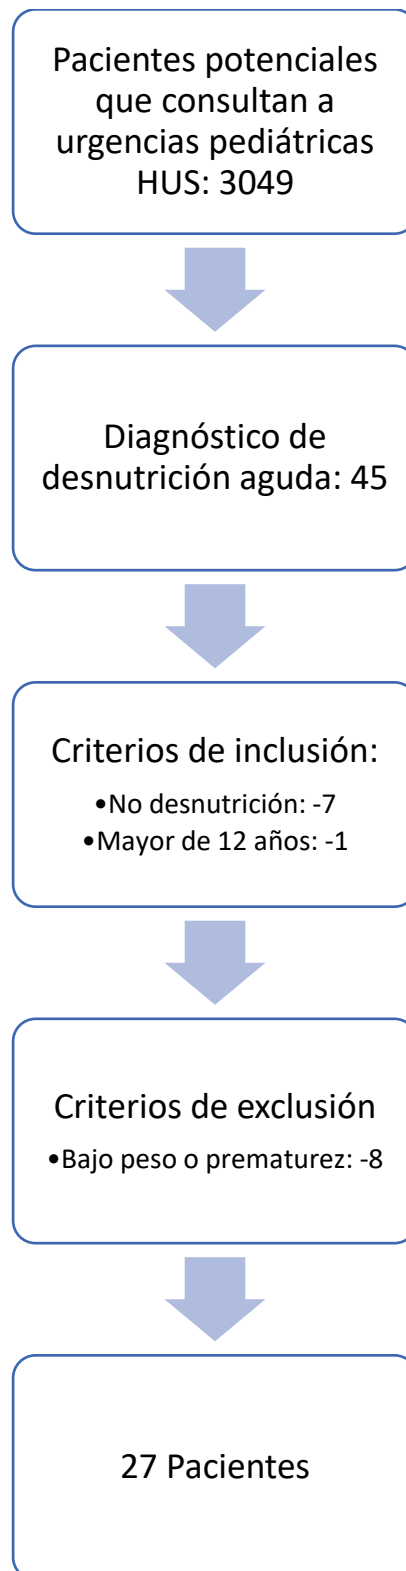 Pacientes potenciales
que consultan a
urgencias pediátricas
HUS: 3049
Diagnóstico de
desnutrición aguda: 45
Criterios de inclusión:
•No desnutrición: -7
•Mayor de 12 años: -1
Criterios de exclusión
•Bajo peso o prematurez: -8
27 Pacientes